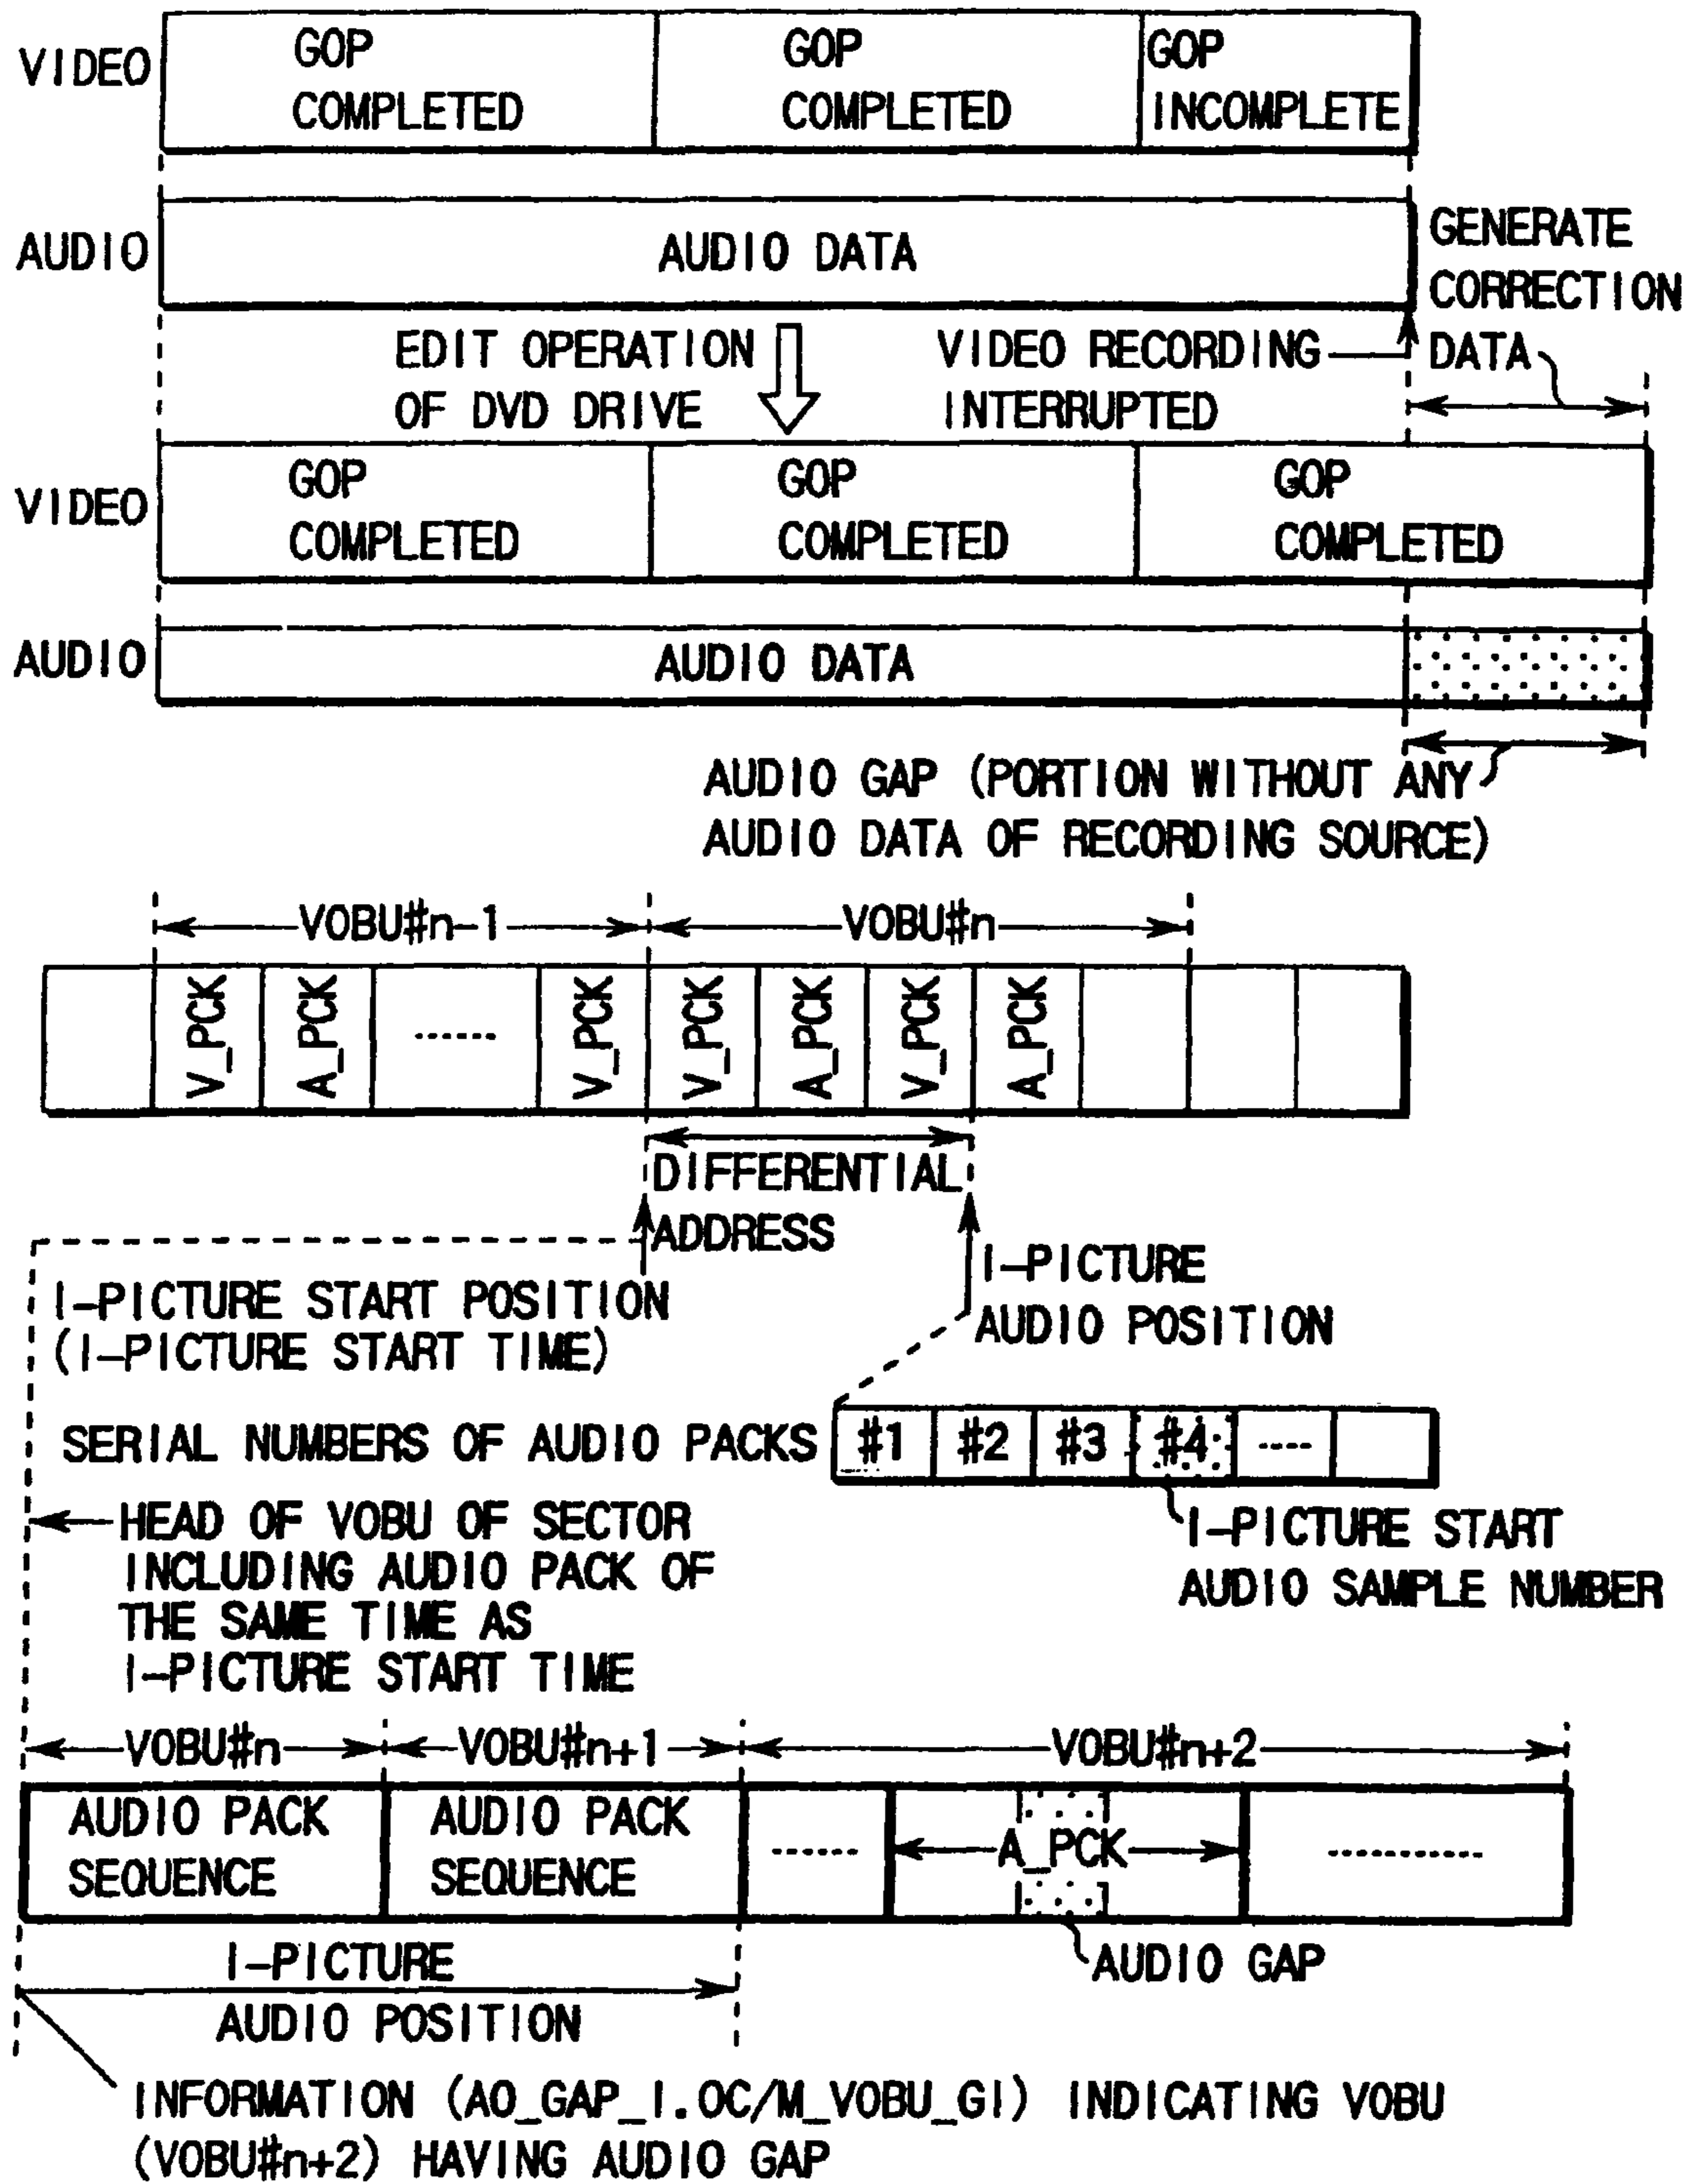 VIDEO
GOP
COMPLETED
GOP
COMPLETED
GOP
INCOMPLETE
AUDIO
AUDIO DATA
GENERATE
CORRECTION
DATA
EDIT OPERATION
OF DVD DRIVE
VIDEO RECORDING
INTERRUPTED
VIDEO
GOP
COMPLETED
GOP
COMPLETED
GOP
COMPLETED
AUDIO
AUDIO DATA
AUDIO GAP (PORTION WITHOUT ANY
AUDIO DATA OF RECORDING SOURCE)
VOBU#n-1
VOBU#n
V_PCK
A_PCK
......
V_PCK
V_PCK
A_PCK
V_PCK
A_PCK
DIFFERENTIAL
ADDRESS
I-PICTURE START POSITION
(I-PICTURE START TIME)
I-PICTURE
AUDIO POSITION
SERIAL NUMBERS OF AUDIO PACKS
#1
#2
#3
#4
....
I-PICTURE START
AUDIO SAMPLE NUMBER
HEAD OF VOBU OF SECTOR
INCLUDING AUDIO PACK OF
THE SAME TIME AS
I-PICTURE START TIME
VOBU#n
VOBU#n+1
VOBU#n+2
AUDIO PACK
SEQUENCE
AUDIO PACK
SEQUENCE
......
A_PCK
...........
AUDIO GAP
I-PICTURE
AUDIO POSITION
INFORMATION (A0_GAP_I.OC/M_VOBU_GI) INDICATING VOBU
(VOBU#n+2) HAVING AUDIO GAP